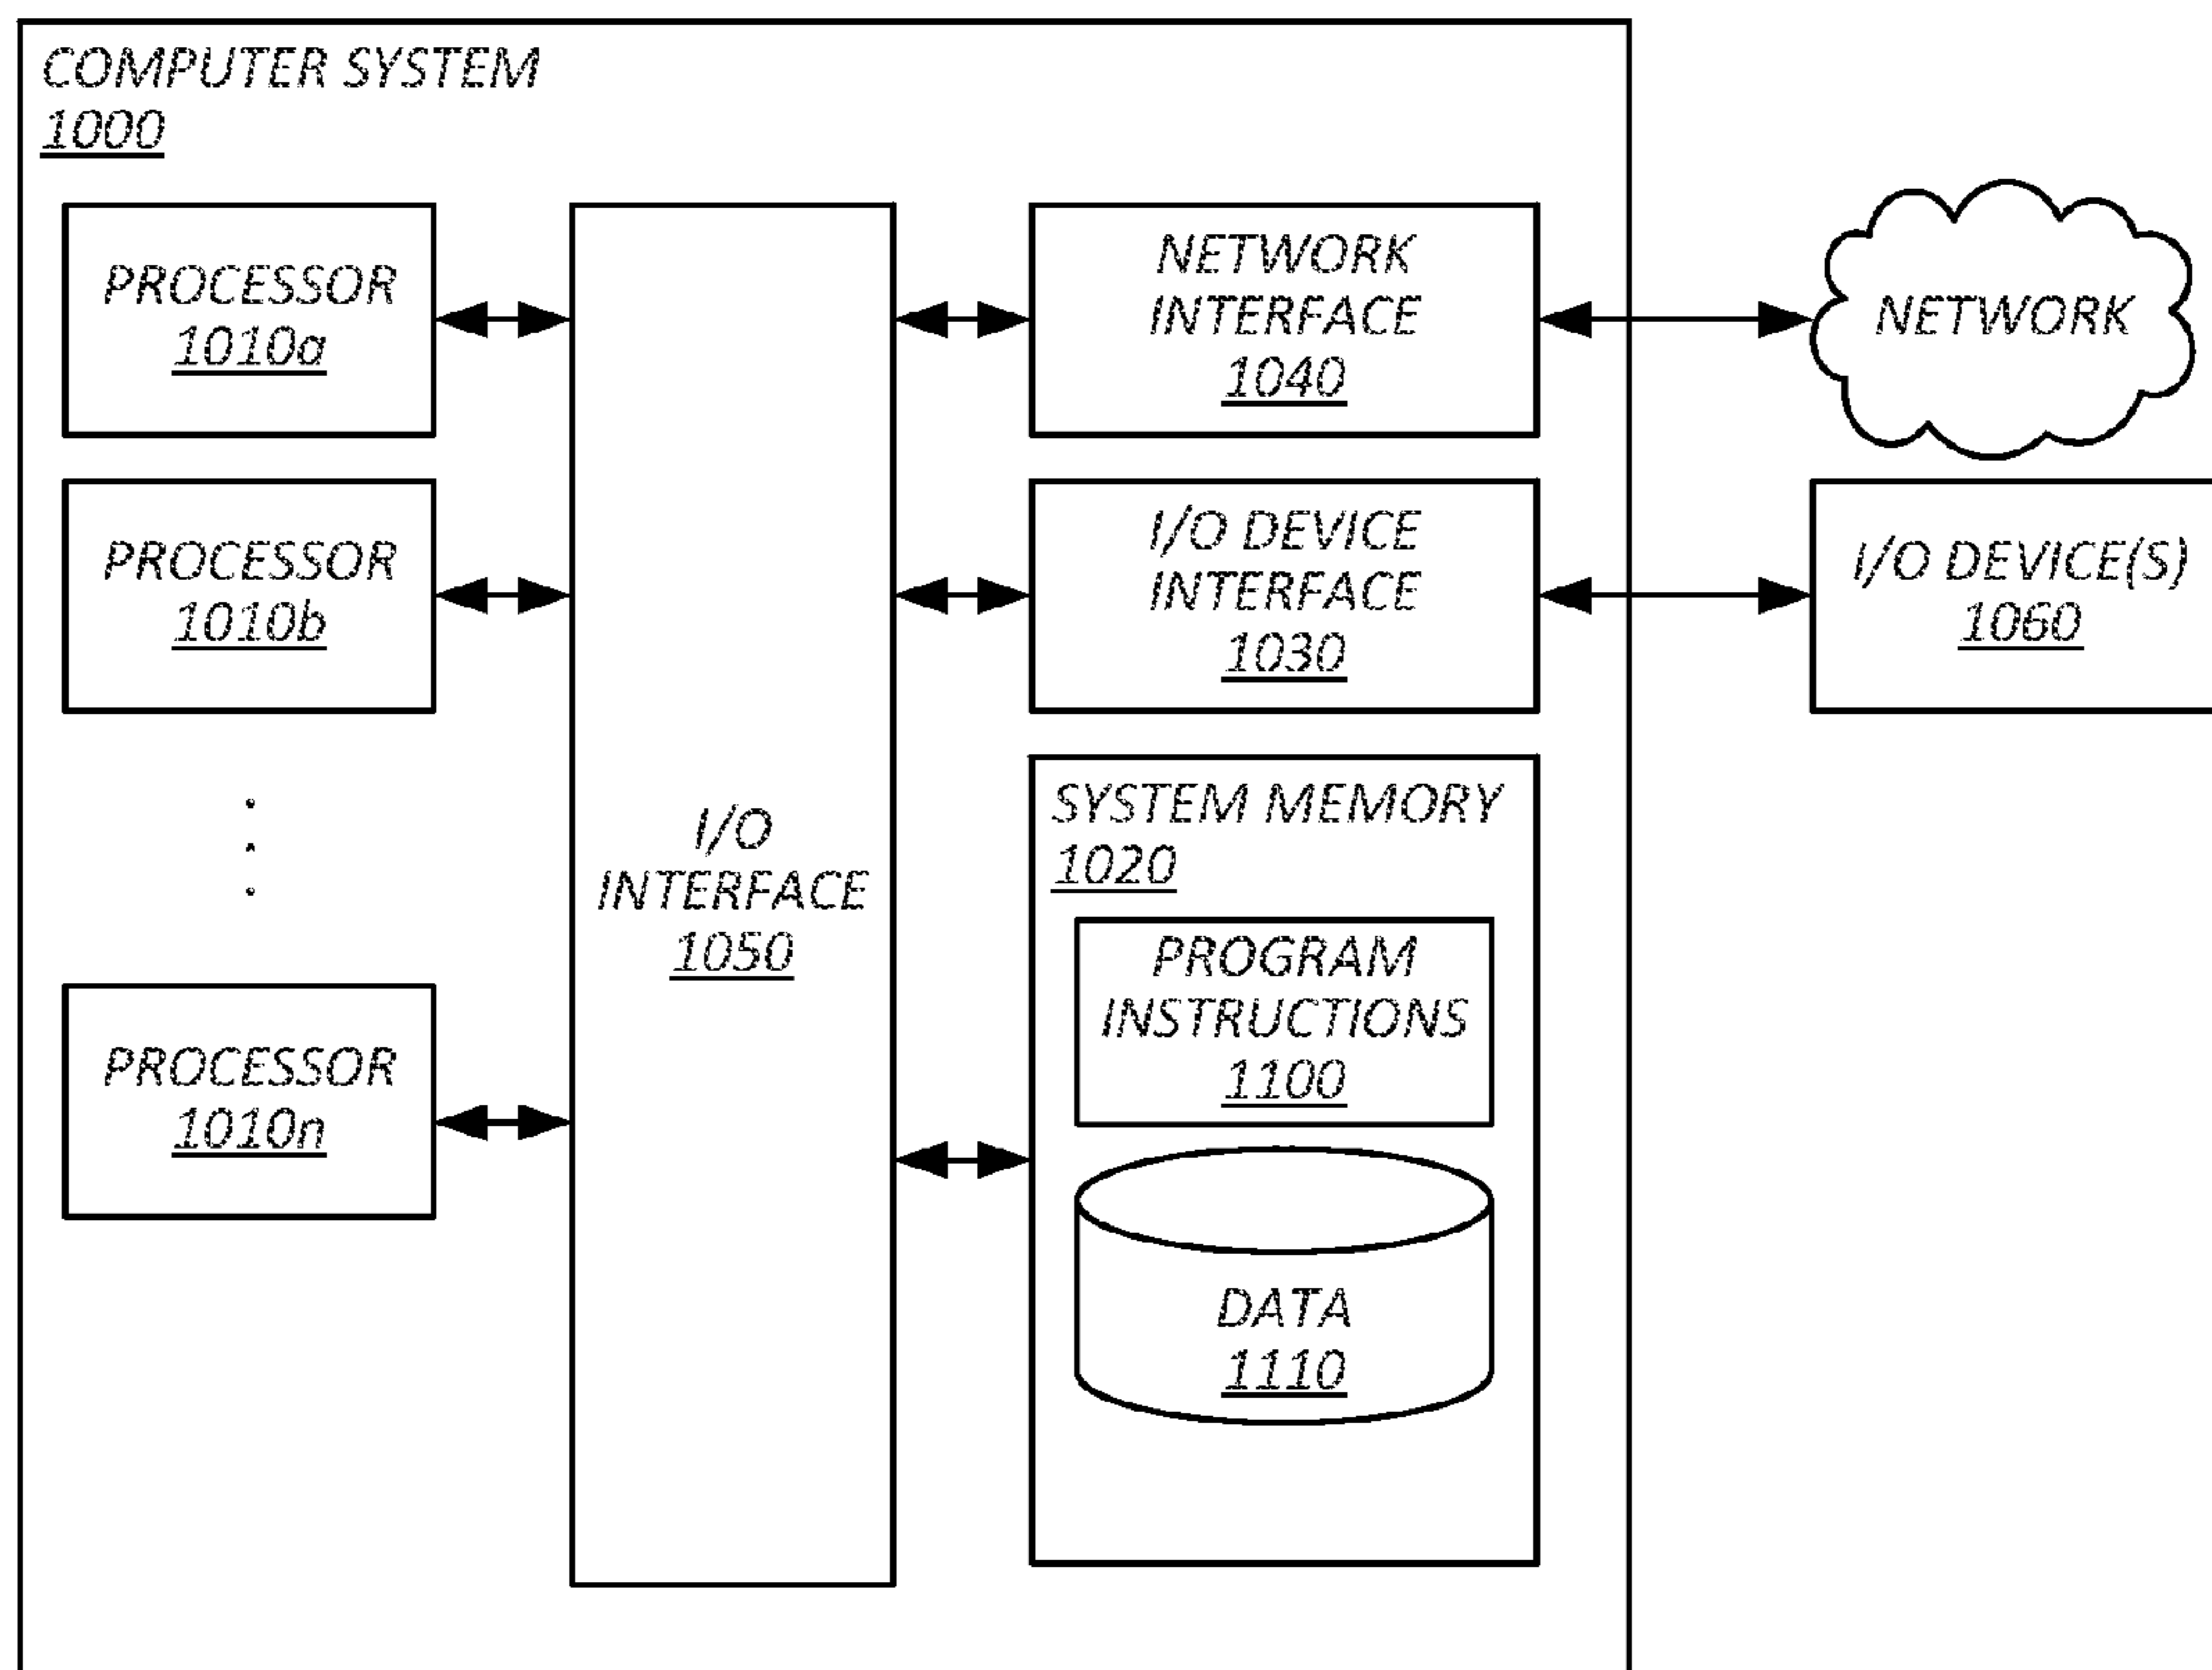 COMPUTER SYSTEM
1000
PROCESSOR
1010a
PROCESSOR
1010b
PROCESSOR
1010n
I/O
INTERFACE
1050
NETWORK
INTERFACE
1040
I/O DEVICE
INTERFACE
1030
SYSTEM MEMORY
1020
PROGRAM
INSTRUCTIONS
1100
DATA
1110
NETWORK
I/O DEVICE(S)
1060